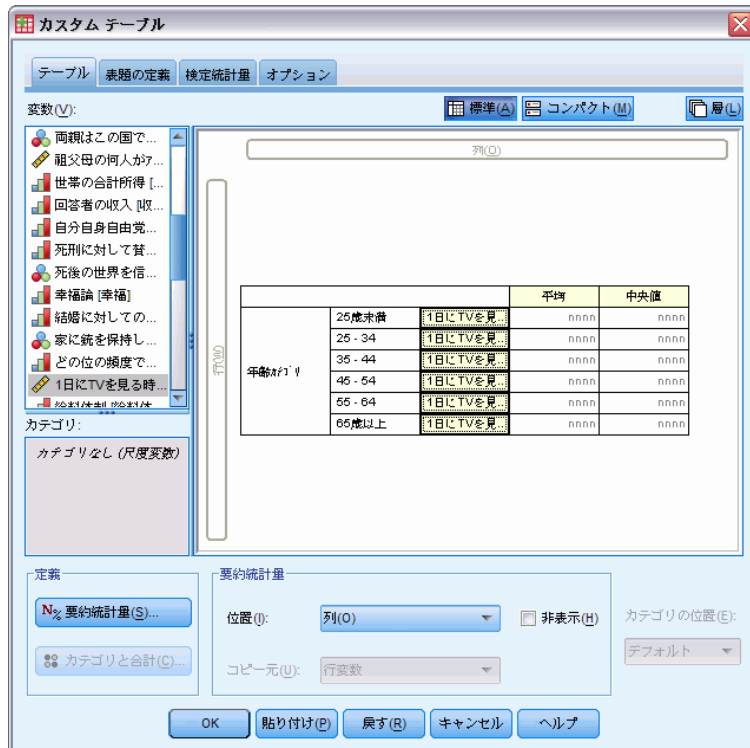 カスタム テーブル
テーブル 表題の定義 検定統計量 オプション
変数(V):
標準(A) コンパクト(M) 層(L)
両親はこの国で...
祖父母の何人がア...
世帯の合計所得 [...
回答者の収入 [収...
自分自身自由党...
死刑に対して賛...
死後の世界を信...
幸福論 [幸福]
結婚に対しての...
家に銃を保持し...
どの位の頻度で...
1日にTVを見る時...
カテゴリ:
カテゴリなし (尺度変数)
列(O)
行(W)
平均 中央値
年齢カテゴリ
25歳未満 1日にTVを見... nnnn nnnn
25 - 34 1日にTVを見... nnnn nnnn
35 - 44 1日にTVを見... nnnn nnnn
45 - 54 1日にTVを見... nnnn nnnn
55 - 64 1日にTVを見... nnnn nnnn
65歳以上 1日にTVを見... nnnn nnnn
定義
N% 要約統計量(S)...
カテゴリと合計(C)...
要約統計量
位置(I): 列(O) 非表示(H)
コピー元(U): 行変数
カテゴリの位置(E):
デフォルト
OK 貼り付け(P) 戻す(R) キャンセル ヘルプ